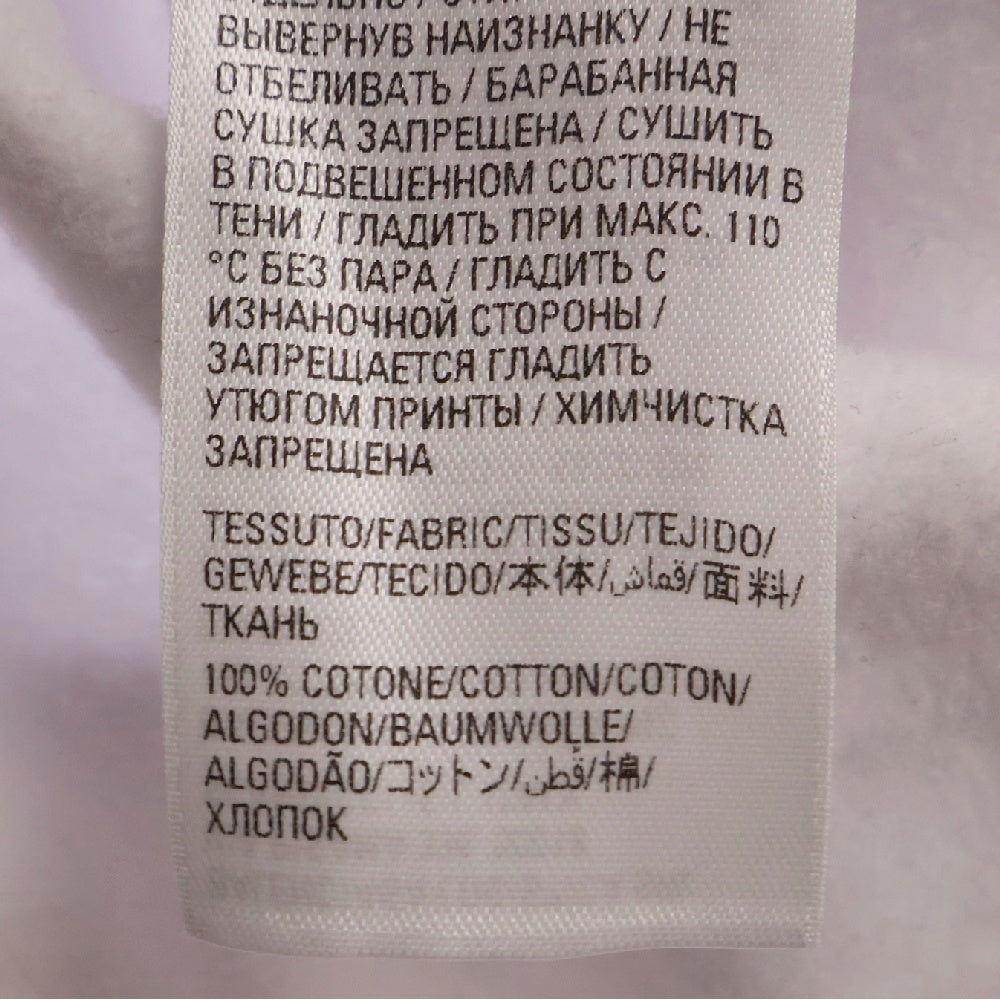 ВЫВЕРНУВ НАИЗНАНКУ / НЕ
ОТБЕЛИВАТЬ / БАРАБАННАЯ
СУШКА ЗАПРЕЩЕНА / СУШИТЬ
В ПОДВЕШЕННОМ СОСТОЯНИИ В
ТЕНИ / ГЛАДИТЬ ПРИ МАКС. 110
°C БЕЗ ПАРА / ГЛАДИТЬ С
ИЗНАНОЧНОЙ СТОРОНЫ /
ЗАПРЕЩАЕТСЯ ГЛАДИТЬ
УТЮГОМ ПРИНТЫ / ХИМЧИСТКА
ЗАПРЕЩЕНА
TESSUTO/FABRIC/TISSU/TEJIDO/
GEWEBE/TECIDO/本体/قماش/面料/
ТКАНЬ
100% COTONE/COTTON/COTON/
ALGODON/BAUMWOLLE/
ALGODÃO/コットン/قطن/棉/
ХЛОПОК